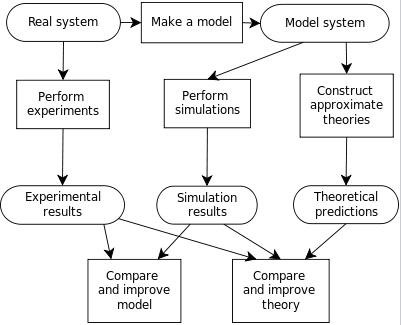 Real system
Make a model
Model system
Perform
experiments
Perform
simulations
Construct
approximate
theories
Experimental
results
Simulation
results
Theoretical
predictions
Compare
and improve
model
Compare
and improve
theory